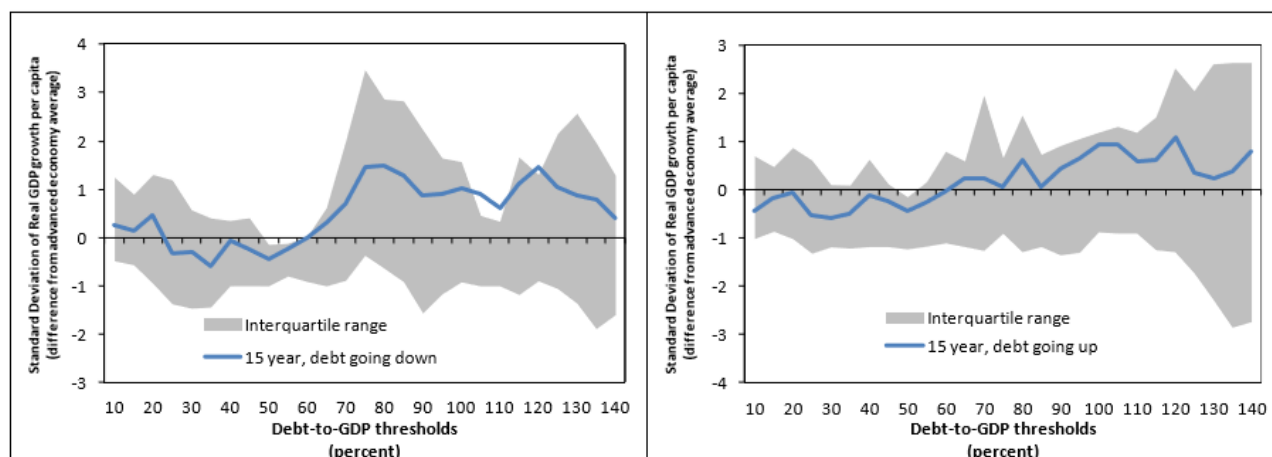 Standard Deviation of Real GDP growth per capita
(difference from advanced economy average)
4
3
2
1
0
-1
-2
-3
Interquartile range
15 year, debt going down
10 20 30 40 50 60 70 80 90 100 110 120 130 140
Debt-to-GDP thresholds
(percent)
Standard Deviation of Real GDP growth per capita
(difference from advanced economy average)
3
2
1
0
-1
-2
-3
-4
Interquartile range
15 year, debt going up
10 20 30 40 50 60 70 80 90 100 110 120 130 140
Debt-to-GDP thresholds
(percent)